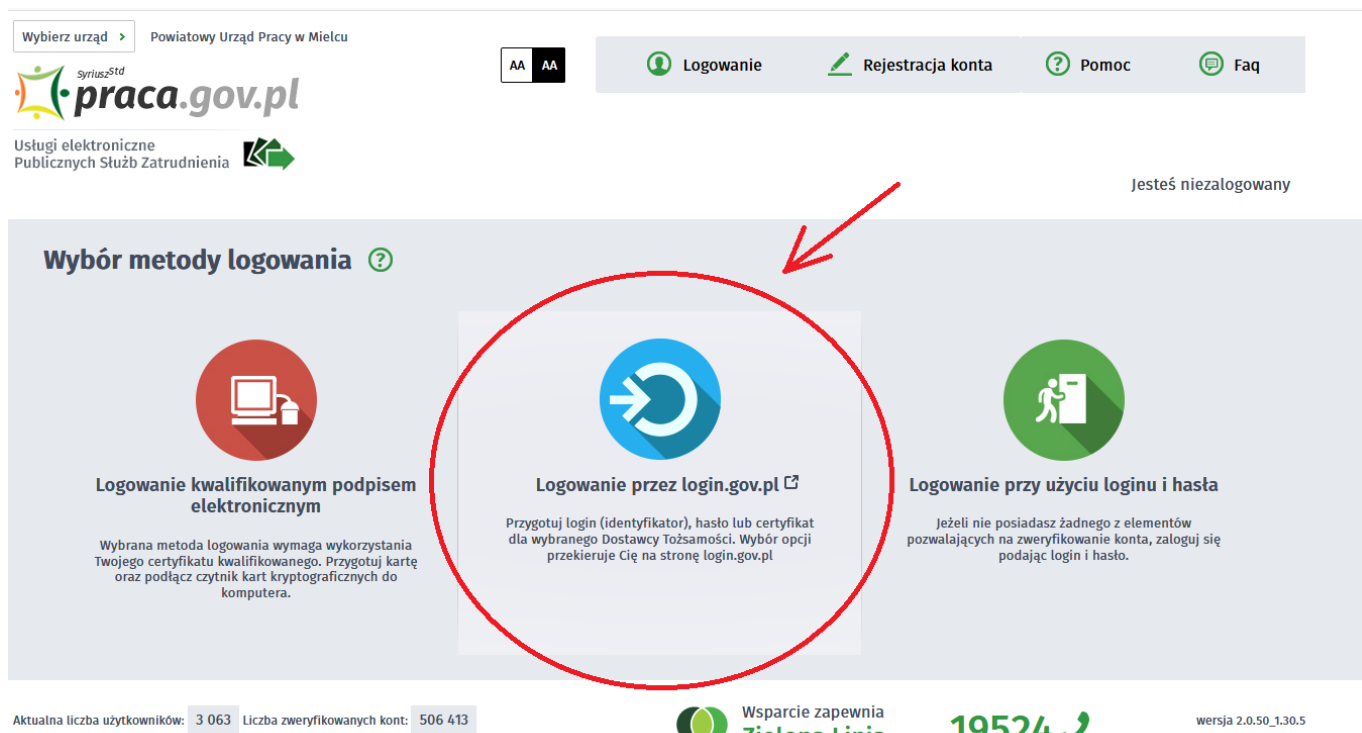 Wybierz urząd
Powiatowy Urząd Pracy w Mielcu
AA AA
Logowanie
Rejestracja konta
Pomoc
Faq
SyriuszStd
praca.gov.pl
Usługi elektroniczne
Publicznych Służb Zatrudnienia
Jesteś niezalogowany
Wybór metody logowania ?
Logowanie kwalifikowanym podpisem
elektronicznym
Wybrana metoda logowania wymaga wykorzystania
Twojego certyfikatu kwalifikowanego. Przygotuj kartę
oraz podłącz czytnik kart kryptograficznych do
komputera.
Logowanie przez login.gov.pl
Przygotuj login (identyfikator), hasło lub certyfikat
dla wybranego Dostawcy Tożsamości. Wybór opcji
przekieruje Cię na stronę login.gov.pl
Logowanie przy użyciu loginu i hasła
Jeżeli nie posiadasz żadnego z elementów
pozwalających na zweryfikowanie konta, zaloguj się
podając login i hasło.
Aktualna liczba użytkowników: 3 063 Liczba zweryfikowanych kont: 506 413
Wsparcie zapewnia
Zielona Linia
19524
wersja 2.0.50_1.30.5